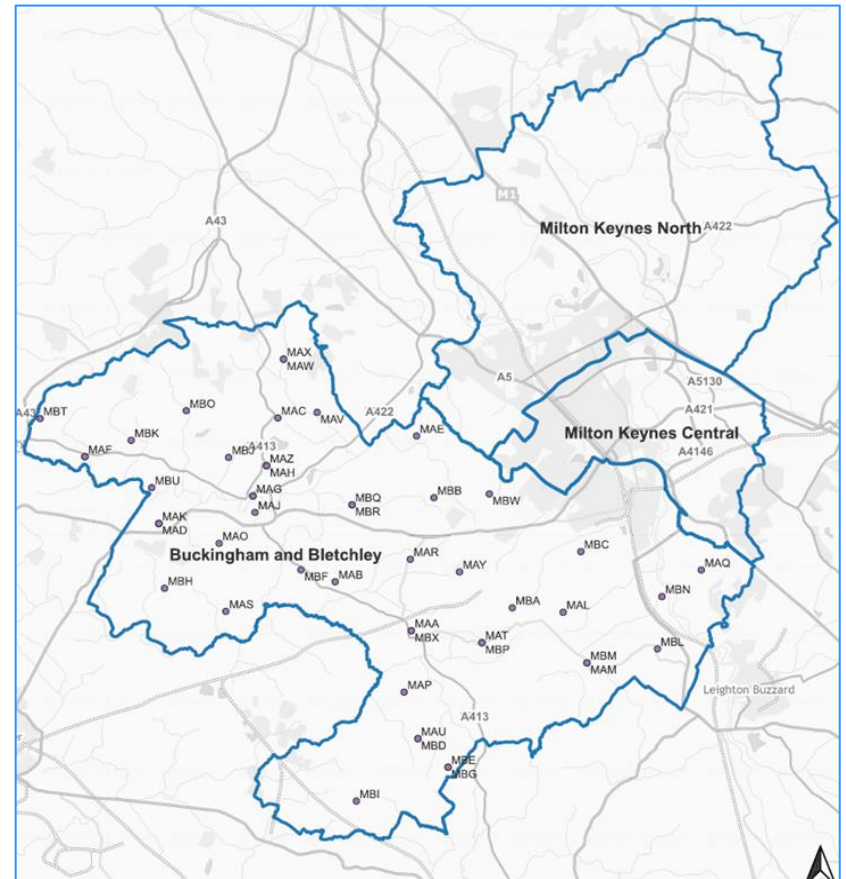 A43
M1
Milton Keynes North
A422
A5
A5130
A421
Milton Keynes Central
A4146
MAX
MAW
A43
MBT
MBO
MAC
MAV
A422
MBK
MAE
MAF
MBJ
A413
MAZ
MAH
MBU
MAG
MAJ
MBQ
MBR
MBB
MBW
MAK
MAD
MAO
Buckingham and Bletchley
MAR
MBC
MBF
MAB
MAY
MAQ
MBH
MBN
MAS
MBA
MAL
MAA
MBX
MAT
MBP
MBL
MBM
MAM
Leighton Buzzard
MAP
A413
MAU
MBD
MBE
MBG
MBI